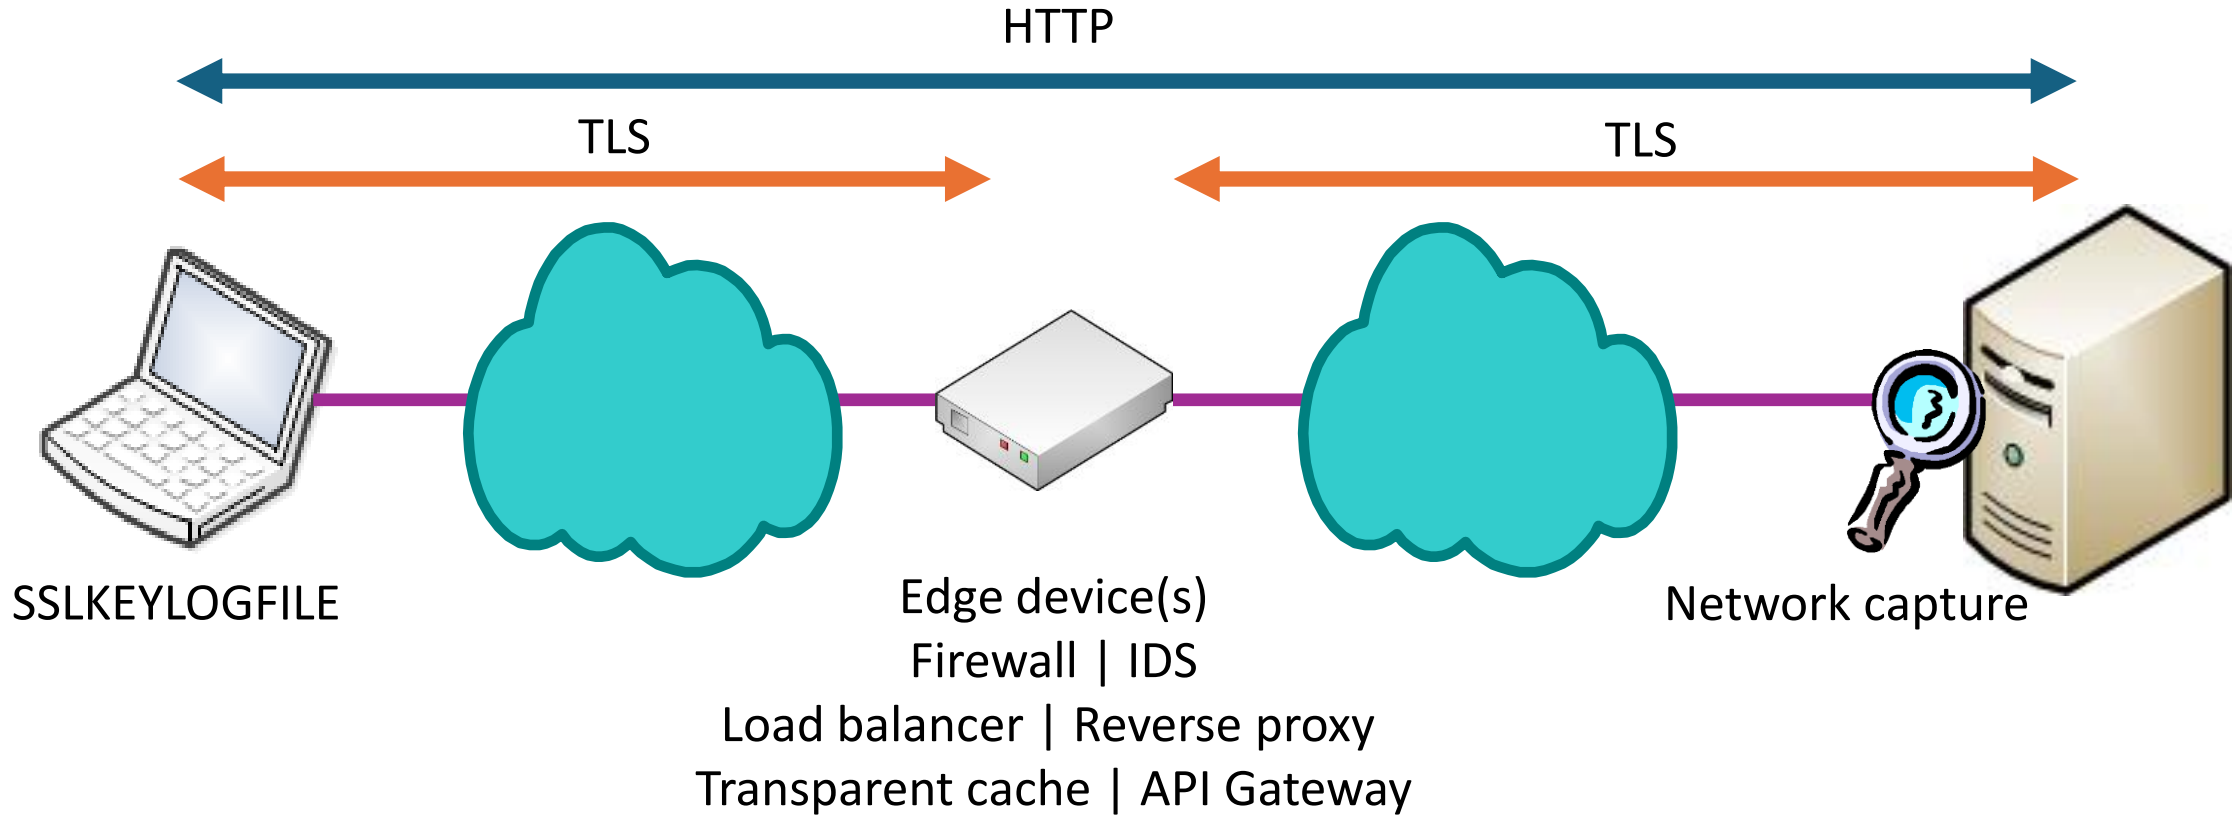 HTTP
TLS
TLS
SSLKEYLOGFILE
Edge device(s)
Firewall | IDS
Load balancer | Reverse proxy
Transparent cache | API Gateway
Network capture